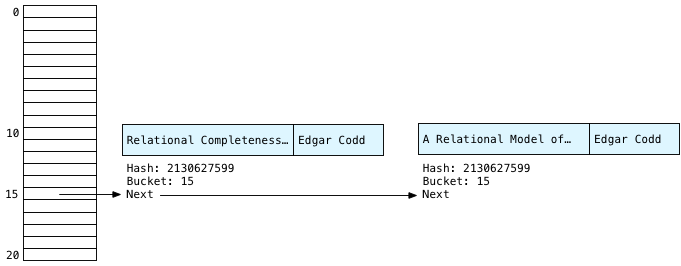 0
10
15
20
Relational Completeness… Edgar Codd
Hash: 2130627599
Bucket: 15
Next
A Relational Model of… Edgar Codd
Hash: 2130627599
Bucket: 15
Next